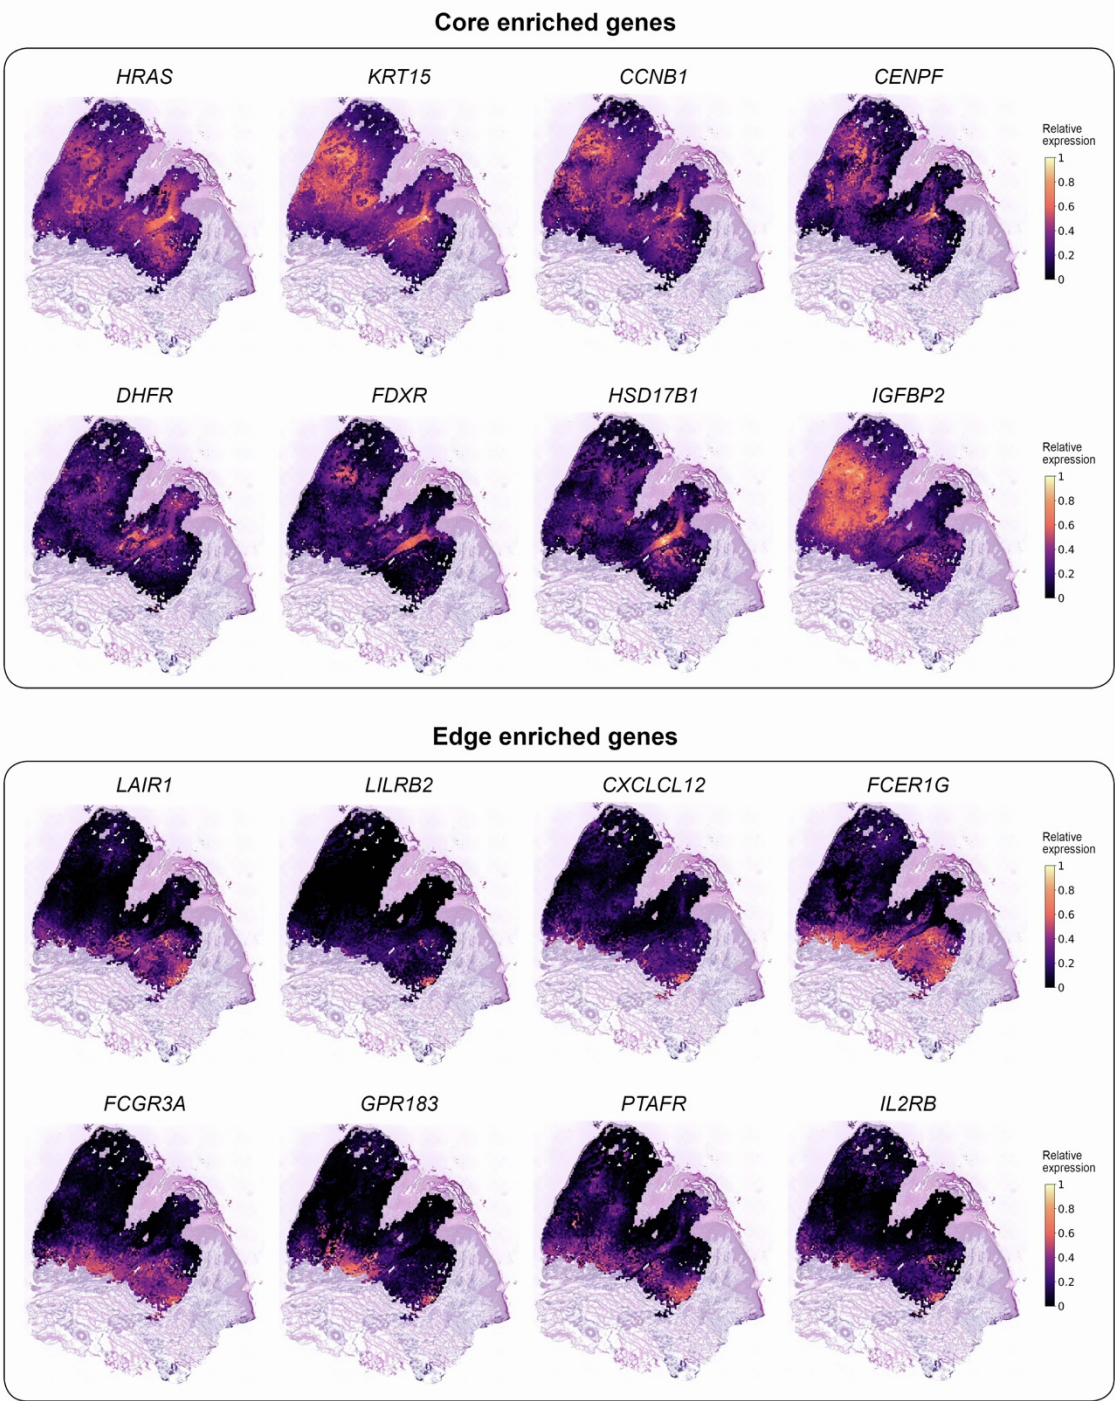 Core enriched genes
HRAS KRT15 CCNB1 CENPF
Relative
expression
1
0.8
0.6
0.4
0.2
0
DHFR FDXR HSD17B1 IGFBP2
Relative
expression
1
0.8
0.6
0.4
0.2
0
Edge enriched genes
LAIR1 LILRB2 CXCLCL12 FCER1G
Relative
expression
1
0.8
0.6
0.4
0.2
0
FCGR3A GPR183 PTAFR IL2RB
Relative
expression
1
0.8
0.6
0.4
0.2
0